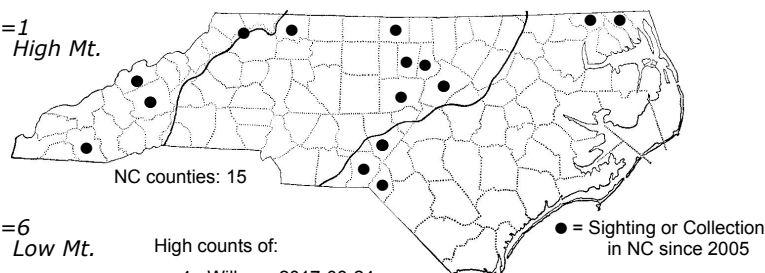 =1
High Mt.
NC counties: 15
=6
Low Mt.
High counts of:
● = Sighting or Collection
in NC since 2005